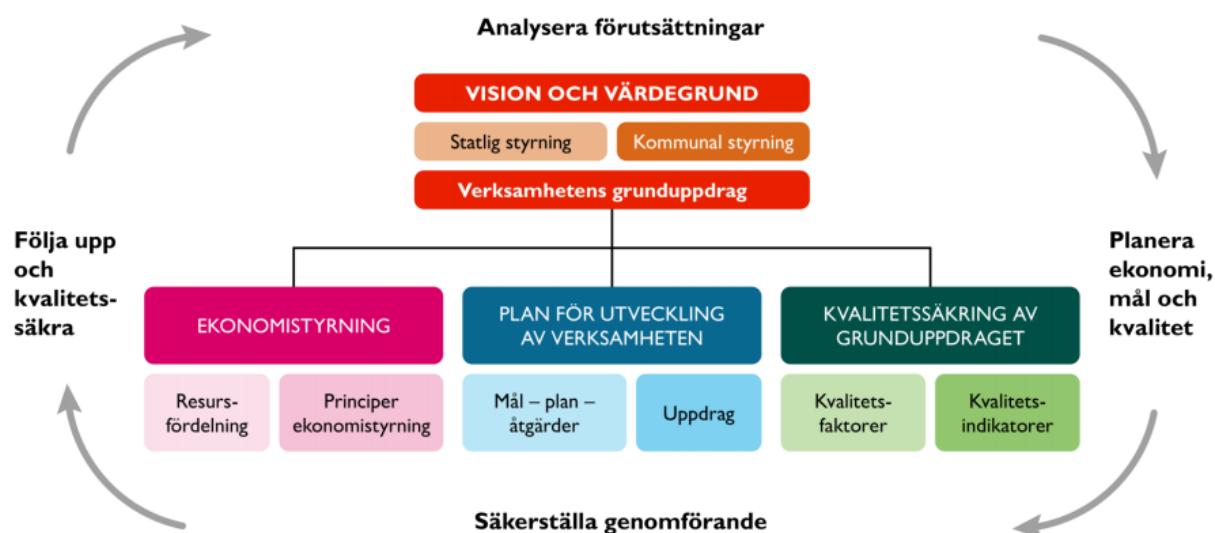 Analysera förutsättningar
VISION OCH VÄRDEGRUND
Statlig styrning
Kommunal styrning
Verksamhetens grunduppdrag
Följa upp
och
kvalitets-
säkra
Planera
ekonomi,
mål och
kvalitet
EKONOMISTYRNING
PLAN FÖR UTVECKLING
AV VERKSAMHETEN
KVALITETSSÄKRING AV
GRUNDUPPDRAGET
Resurs-
fördelning
Principer
ekonomistyrning
Mål – plan –
åtgärder
Uppdrag
Kvalitets-
faktorer
Kvalitets-
indikatorer
Säkerställa genomförande